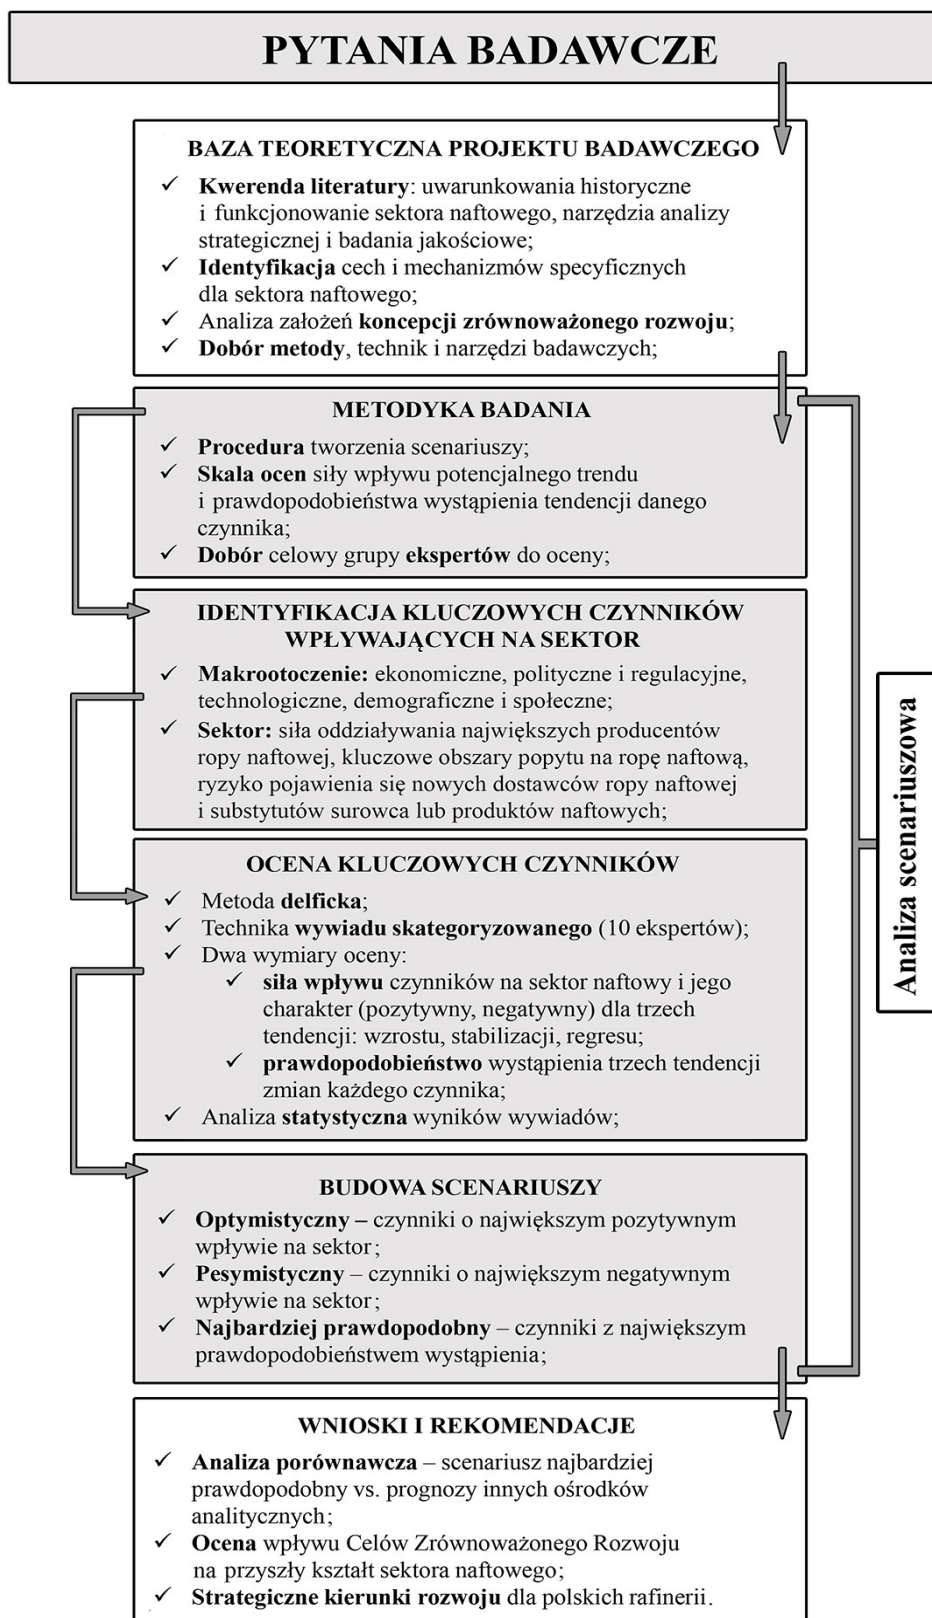 PYTANIA BADAWCZE
BAZA TEORETYCZNA PROJEKTU BADAWCZEGO
✓ Kwerenda literatury: uwarunkowania historyczne
i funkcjonowanie sektora naftowego, narzędzia analizy
strategicznej i badania jakościowe;
✓ Identyfikacja cech i mechanizmów specyficznych
dla sektora naftowego;
✓ Analiza założeń koncepcji zrównoważonego rozwoju;
✓ Dobór metody, technik i narzędzi badawczych;
METODYKA BADANIA
✓ Procedura tworzenia scenariuszy;
✓ Skala ocen siły wpływu potencjalnego trendu
i prawdopodobieństwa wystąpienia tendencji danego
czynnika;
✓ Dobór celowy grupy ekspertów do oceny;
IDENTYFIKACJA KLUCZOWYCH CZYNNIKÓW
WPŁYWAJĄCYCH NA SEKTOR
✓ Makrootoczenie: ekonomiczne, polityczne i regulacyjne,
technologiczne, demograficzne i społeczne;
✓ Sektor: siła oddziaływania największych producentów
ropy naftowej, kluczowe obszary popytu na ropę naftową,
ryzyko pojawienia się nowych dostawców ropy naftowej
i substytutów surowca lub produktów naftowych;
OCENA KLUCZOWYCH CZYNNIKÓW
✓ Metoda delficka;
✓ Technika wywiadu skategoryzowanego (10 ekspertów);
✓ Dwa wymiary oceny:
✓ siła wpływu czynników na sektor naftowy i jego
charakter (pozytywny, negatywny) dla trzech
tendencji: wzrostu, stabilizacji, regresu;
✓ prawdopodobieństwo wystąpienia trzech tendencji
zmian każdego czynnika;
✓ Analiza statystyczna wyników wywiadów;
BUDOWA SCENARIUSZY
✓ Optymistyczny – czynniki o największym pozytywnym
wpływie na sektor;
✓ Pesymistyczny – czynniki o największym negatywnym
wpływie na sektor;
✓ Najbardziej prawdopodobny – czynniki z największym
prawdopodobieństwem wystąpienia;
WNIOSKI I REKOMENDACJE
✓ Analiza porównawcza – scenariusz najbardziej
prawdopodobny vs. prognozy innych ośrodków
analitycznych;
✓ Ocena wpływu Celów Zrównoważonego Rozwoju
na przyszły kształt sektora naftowego;
✓ Strategiczne kierunki rozwoju dla polskich rafinerii.
Analiza scenariuszowa